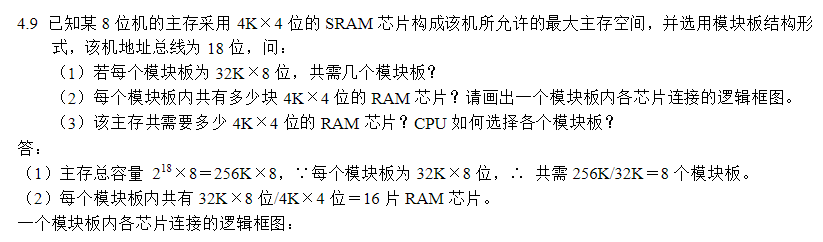 4.9 已知某 8 位机的主存采用 4K×4 位的 SRAM 芯片构成该机所允许的最大主存空间，并选用模块板结构形
式，该机地址总线为 18 位，问：
（1）若每个模块板为 32K×8 位，共需几个模块板？
（2）每个模块板内共有多少块 4K×4 位的 RAM 芯片？请画出一个模块板内各芯片连接的逻辑框图。
（3）该主存共需要多少 4K×4 位的 RAM 芯片？CPU 如何选择各个模块板？
答：
（1）主存总容量 2¹⁸×8＝256K×8，∵每个模块板为 32K×8 位，∴ 共需 256K/32K＝8 个模块板。
（2）每个模块板内共有 32K×8 位/4K×4 位＝16 片 RAM 芯片。
一个模块板内各芯片连接的逻辑框图：